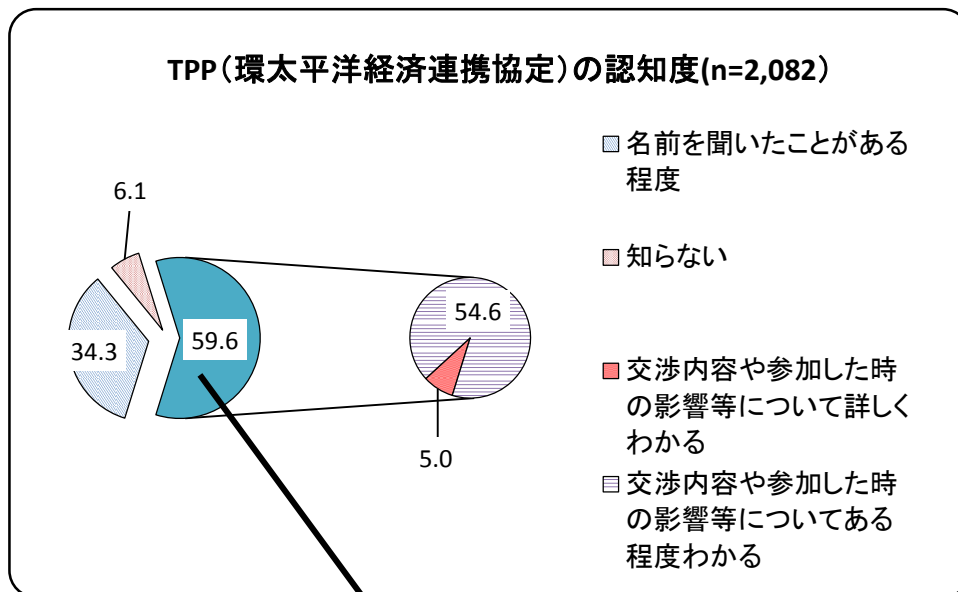 TPP(環太平洋経済連携協定)の認知度(n=2,082)
名前を聞いたことがある
程度
6.1
知らない
54.6
34.3
59.6
交渉内容や参加した時
の影響等について詳しく
わかる
5.0
交渉内容や参加した時
の影響等についてある
程度わかる